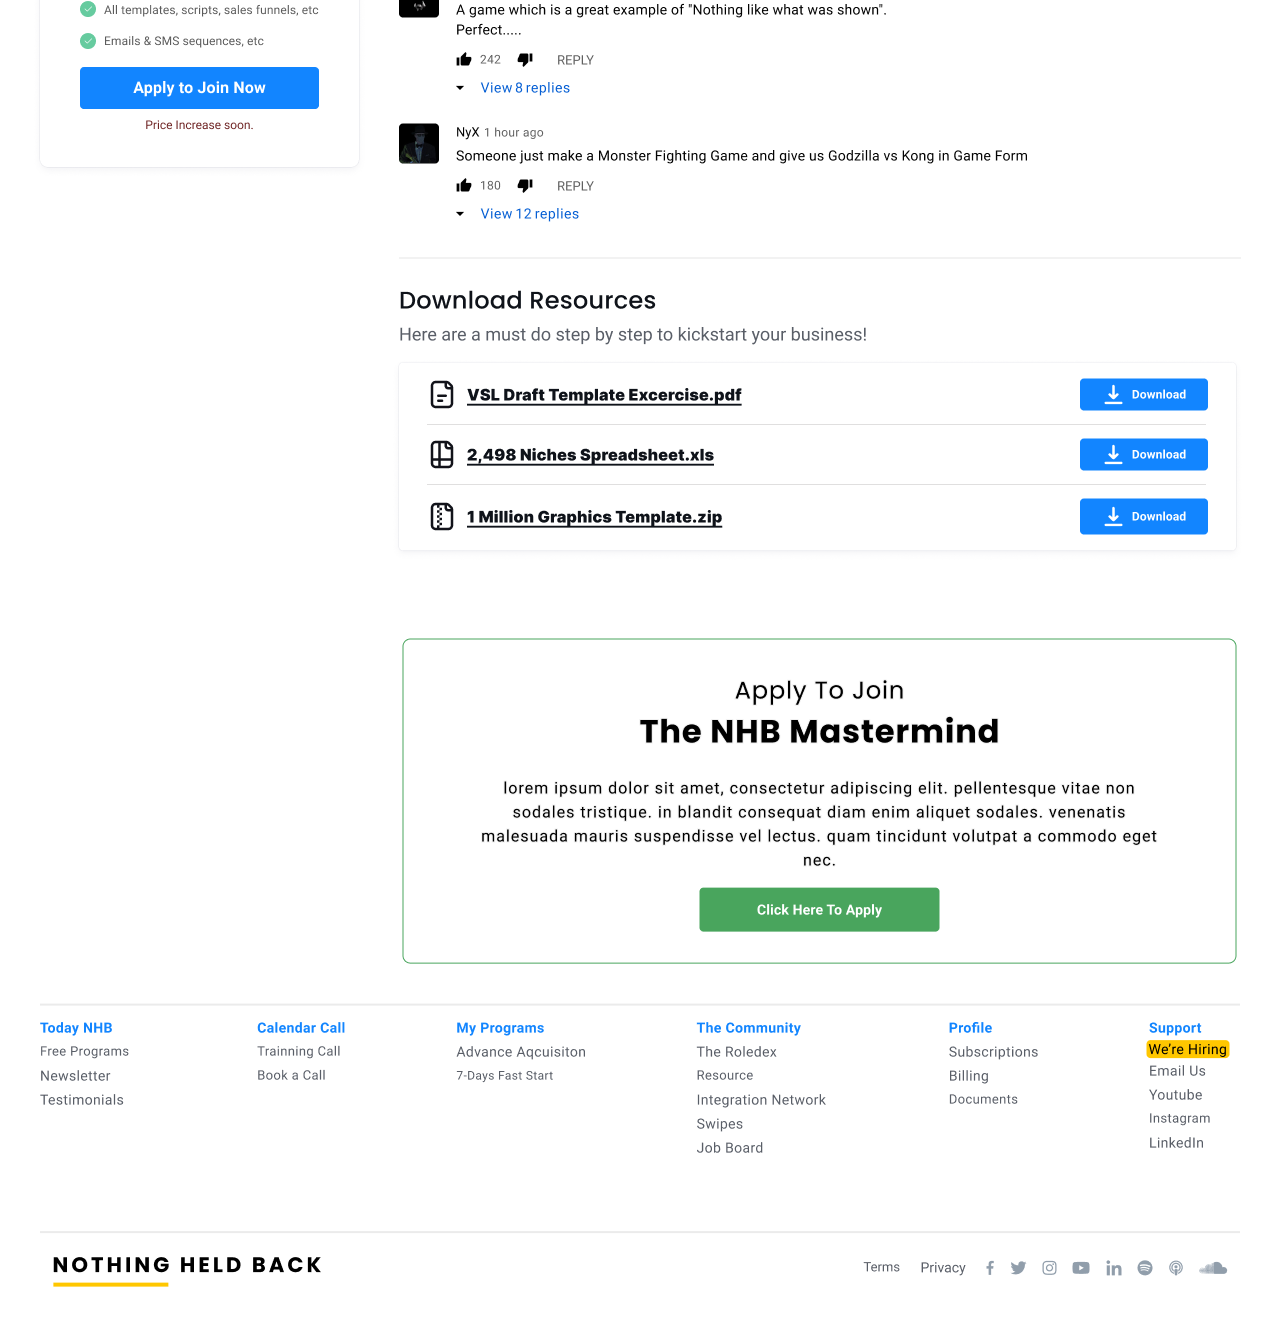 All templates, scripts, sales funnels, etc
Emails & SMS sequences, etc
Apply to Join Now
Price Increase soon.
A game which is a great example of "Nothing like what was shown".
Perfect.....
242 REPLY
View 8 replies
NyX 1 hour ago
Someone just make a Monster Fighting Game and give us Godzilla vs Kong in Game Form
180 REPLY
View 12 replies
Download Resources
Here are a must do step by step to kickstart your business!
VSL Draft Template Excercise.pdf Download
2,498 Niches Spreadsheet.xls Download
1 Million Graphics Template.zip Download
Apply To Join
The NHB Mastermind
lorem ipsum dolor sit amet, consectetur adipiscing elit. pellentesque vitae non
sodales tristique. in blandit consequat diam enim aliquet sodales. venenatis
malesuada mauris suspendisse vel lectus. quam tincidunt volutpat a commodo eget
nec.
Click Here To Apply
Today NHB
Free Programs
Newsletter
Testimonials
Calendar Call
Trainning Call
Book a Call
My Programs
Advance Aqcuisiton
7-Days Fast Start
The Community
The Roledex
Resource
Integration Network
Swipes
Job Board
Profile
Subscriptions
Billing
Documents
Support
We're Hiring
Email Us
Youtube
Instagram
LinkedIn
NOTHING HELD BACK
Terms Privacy